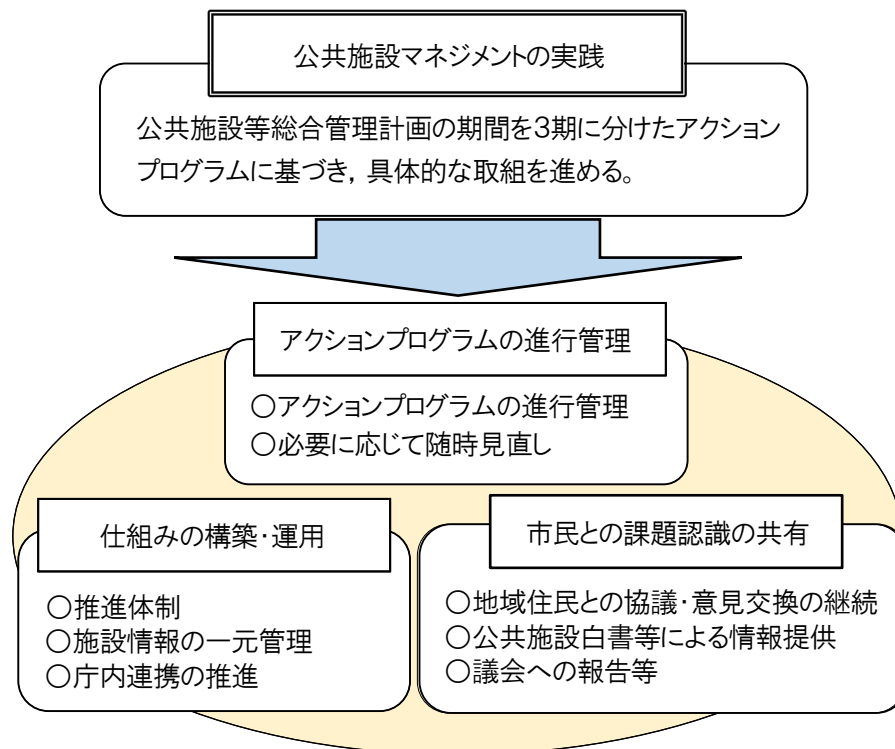 公共施設マネジメントの実践
公共施設等総合管理計画の期間を3期に分けたアクション
プログラムに基づき，具体的な取組を進める。
アクションプログラムの進行管理
○アクションプログラムの進行管理
○必要に応じて随時見直し
仕組みの構築・運用
○推進体制
○施設情報の一元管理
○庁内連携の推進
市民との課題認識の共有
○地域住民との協議・意見交換の継続
○公共施設白書等による情報提供
○議会への報告等